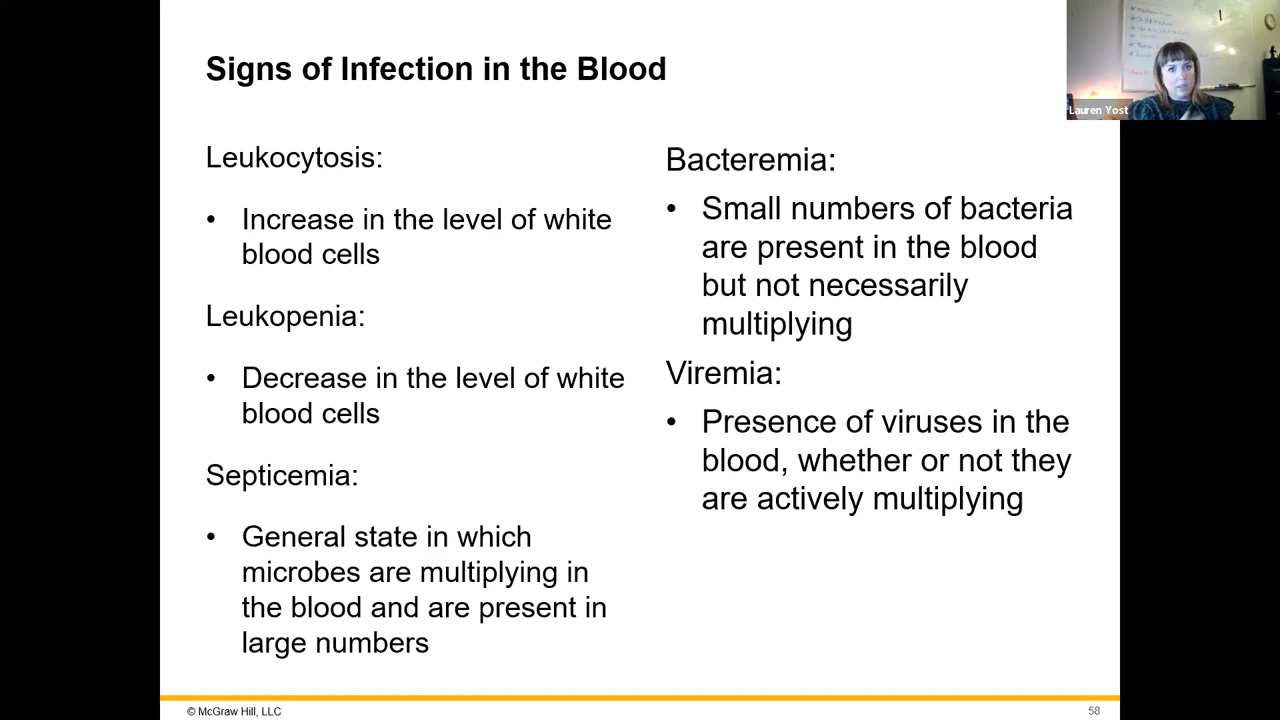 Signs of Infection in the Blood
Lauren Yost
Leukocytosis:
• Increase in the level of white
blood cells
Leukopenia:
• Decrease in the level of white
blood cells
Septicemia:
• General state in which
microbes are multiplying in
the blood and are present in
large numbers
Bacteremia:
• Small numbers of bacteria
are present in the blood
but not necessarily
multiplying
Viremia:
• Presence of viruses in the
blood, whether or not they
are actively multiplying
© McGraw Hill, LLC
58